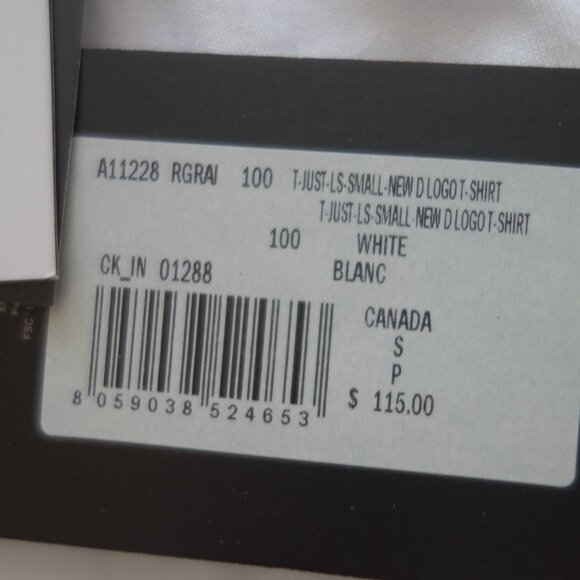 A11228 RGRAI 100 T-JUST-LS-SMALL-NEW D LOGO T-SHIRT
T-JUST-LS-SMALL-NEW D LOGO T-SHIRT
100 WHITE
CK_IN 01288 BLANC
CANADA
S
P
$ 115.00
8 059038 524653
FSC